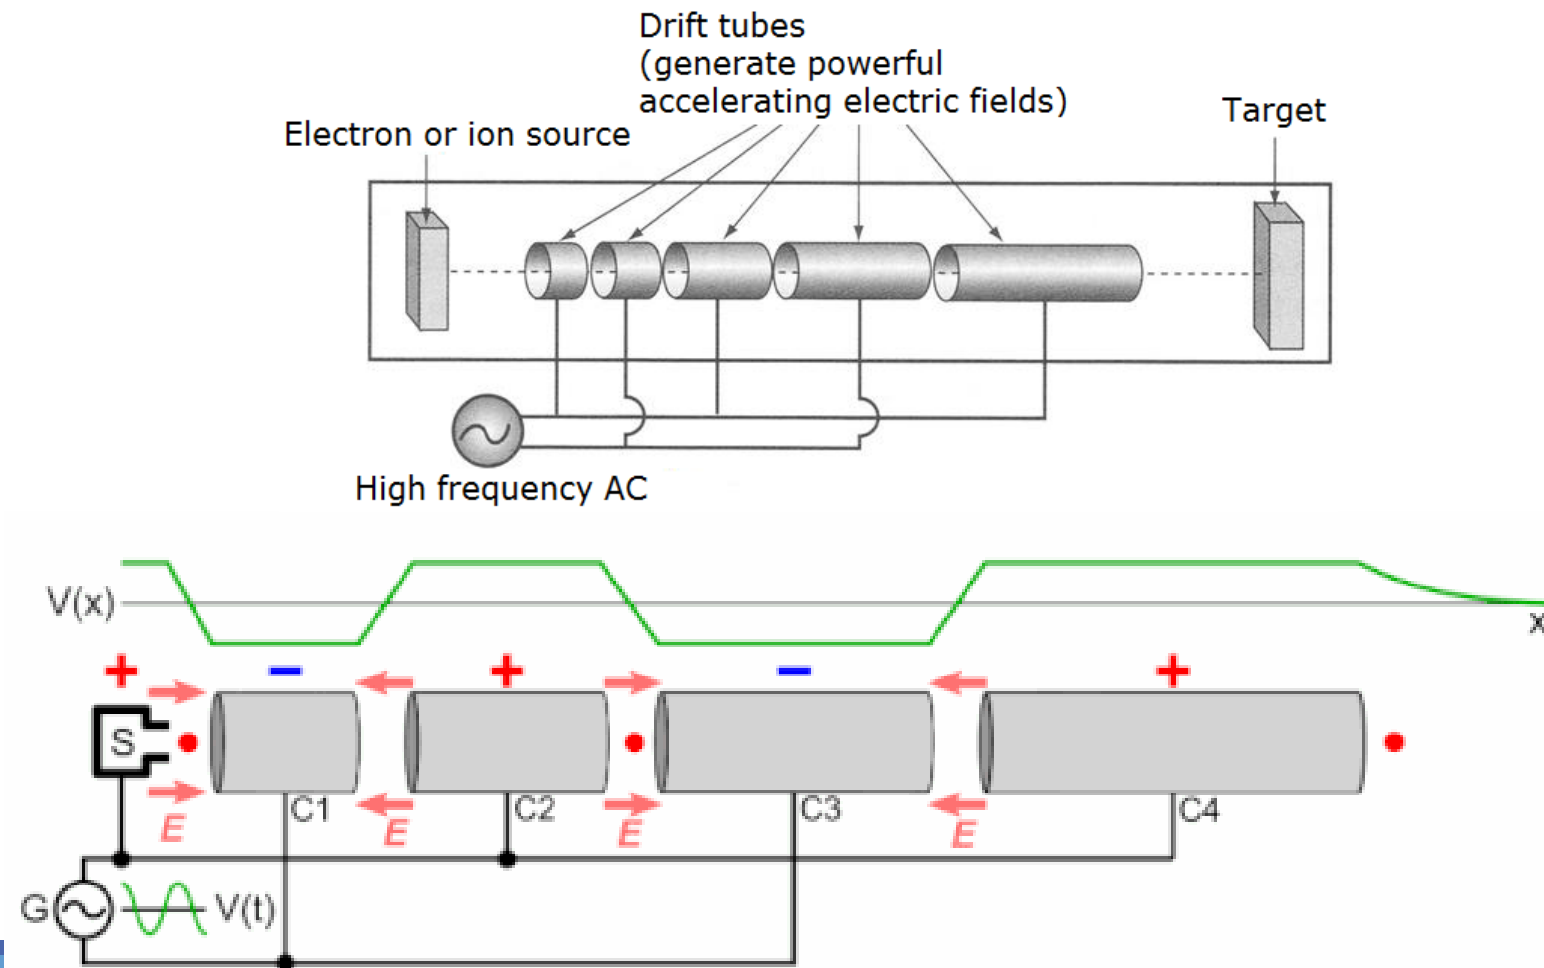 Drift tubes
(generate powerful
accelerating electric fields)
Electron or ion source
Target
High frequency AC
V(x)
x
+ − + − +
S
C1 C2 C3 C4
E E E E
G V(t)